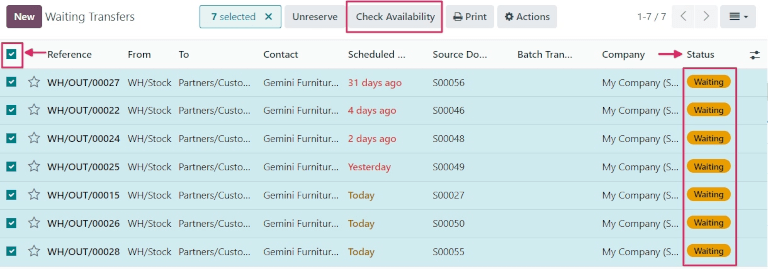 New Waiting Transfers 7 selected × Unreserve Check Availability Print Actions 1-7 / 7
Reference From To Contact Scheduled ... Source Do... Batch Tran... Company Status
WH/OUT/00027 WH/Stock Partners/Custo... Gemini Furnitur... 31 days ago S00056 My Company (S... Waiting
WH/OUT/00022 WH/Stock Partners/Custo... Gemini Furnitur... 4 days ago S00046 My Company (S... Waiting
WH/OUT/00024 WH/Stock Partners/Custo... Gemini Furnitur... 2 days ago S00048 My Company (S... Waiting
WH/OUT/00025 WH/Stock Partners/Custo... Gemini Furnitur... Yesterday S00049 My Company (S... Waiting
WH/OUT/00015 WH/Stock Partners/Custo... Gemini Furnitur... Today S00027 My Company (S... Waiting
WH/OUT/00026 WH/Stock Partners/Custo... Gemini Furnitur... Today S00050 My Company (S... Waiting
WH/OUT/00028 WH/Stock Partners/Custo... Gemini Furnitur... Today S00055 My Company (S... Waiting